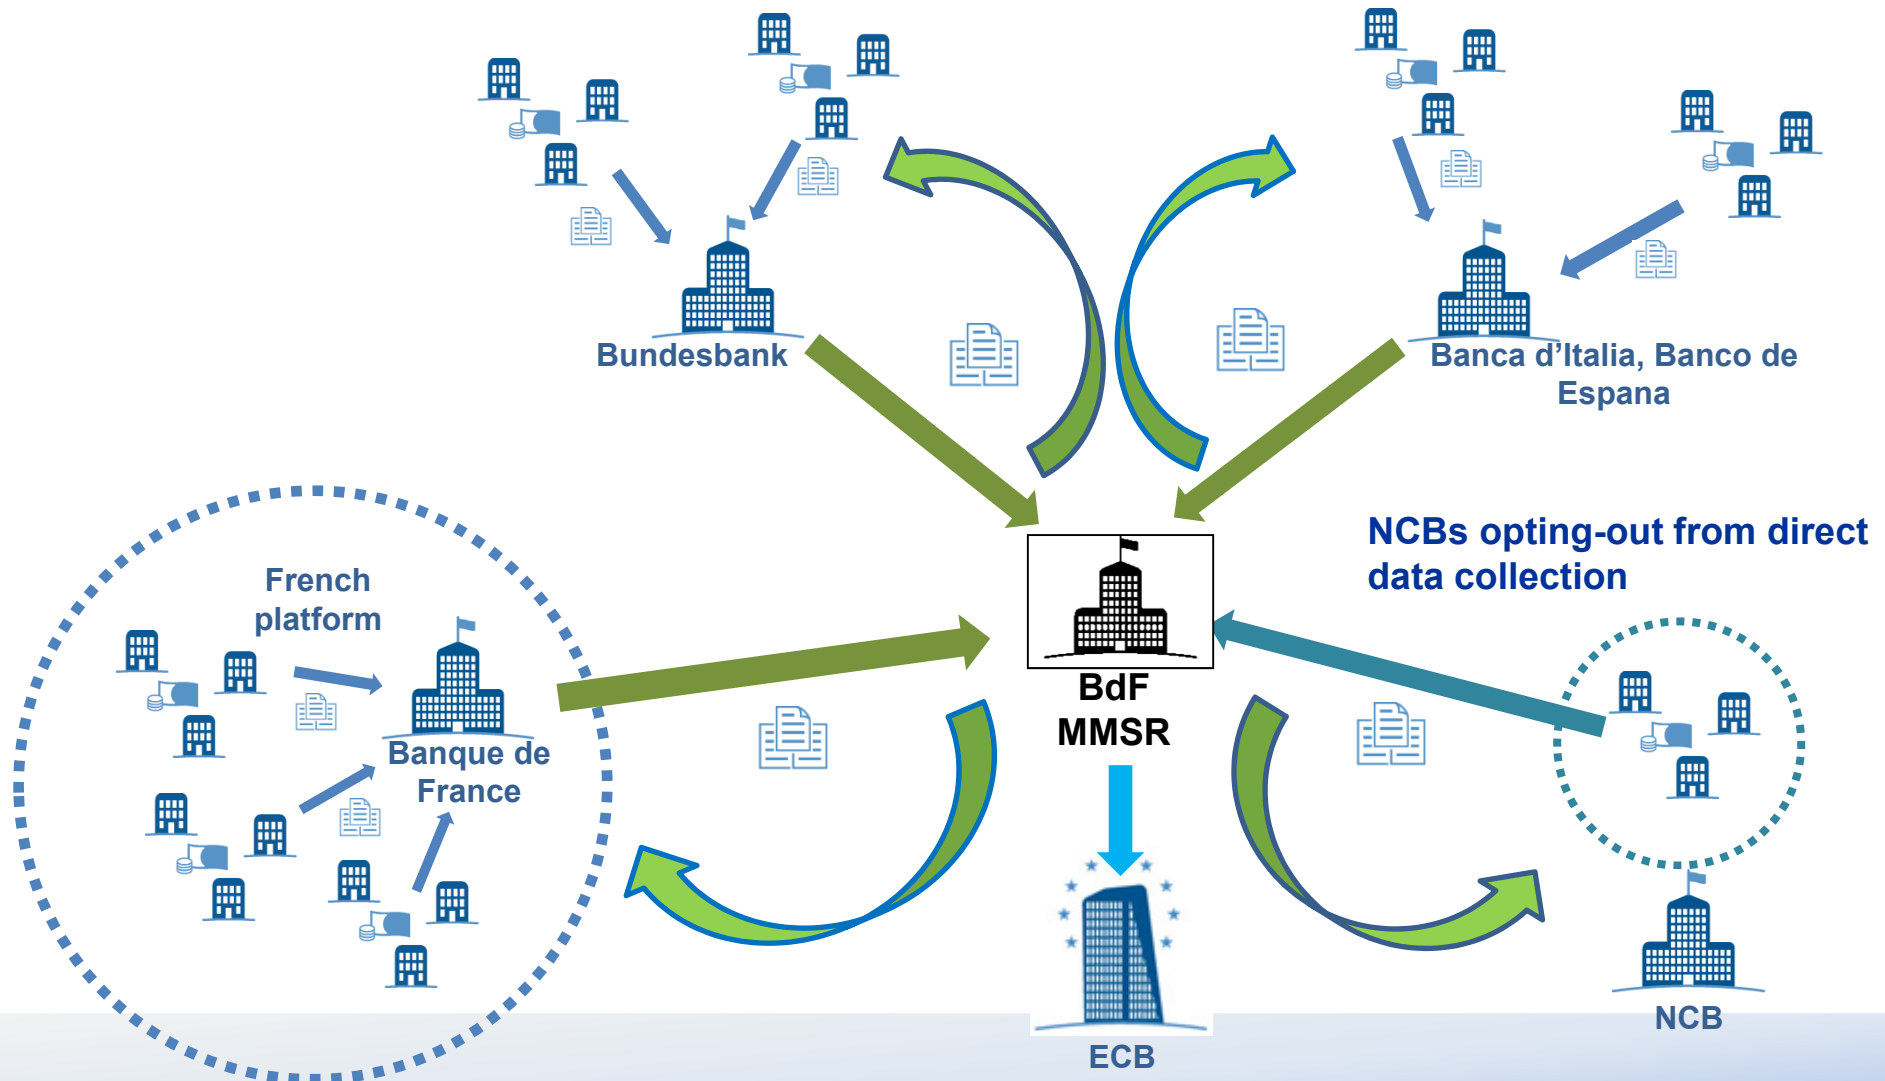 Bundesbank
Banca d’Italia, Banco de
Espana
NCBs opting-out from direct
data collection
French
platform
Banque de
France
BdF
MMSR
NCB
ECB